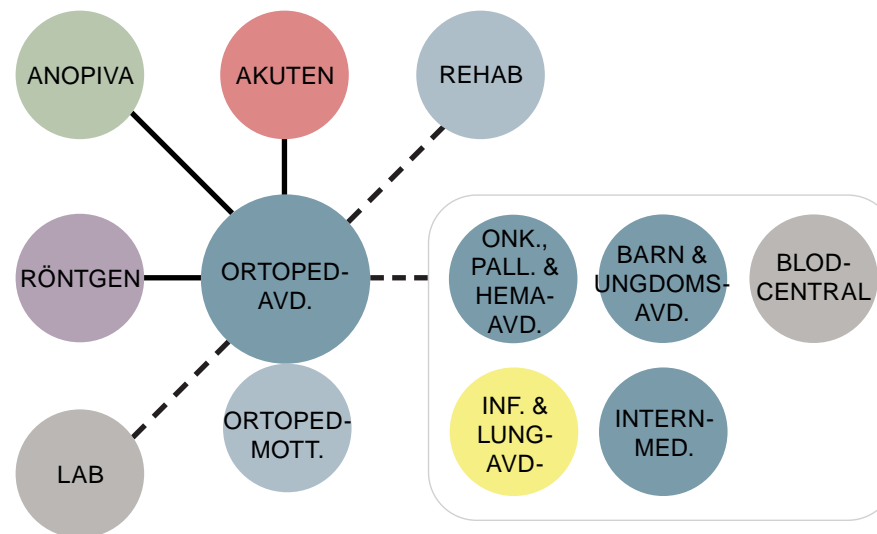 ANOPIVA
AKUTEN
REHAB
RÖNTGEN
ORTOPED-
AVD.
ONK.,
PALL. &
HEMA-
AVD.
BARN &
UNGDOMS-
AVD.
BLOD-
CENTRAL
LAB
ORTOPED-
MOTT.
INF. &
LUNG-
AVD-
INTERN-
MED.